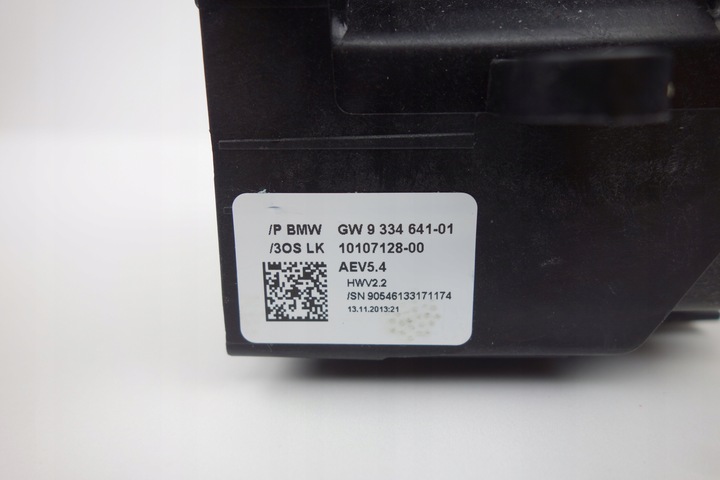 /P BMW GW 9 334 641-01
/3OS LK 10107128-00
AEV5.4
HWV2.2
/SN 90546133171174
13.11.2013;21